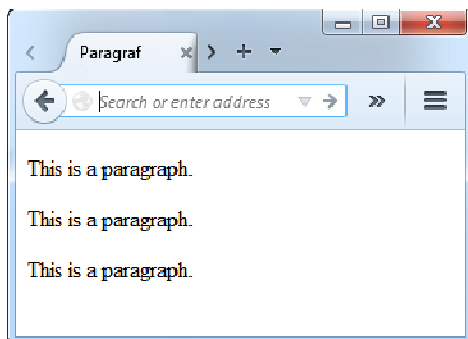 Paragraf
Search or enter address
This is a paragraph.
This is a paragraph.
This is a paragraph.